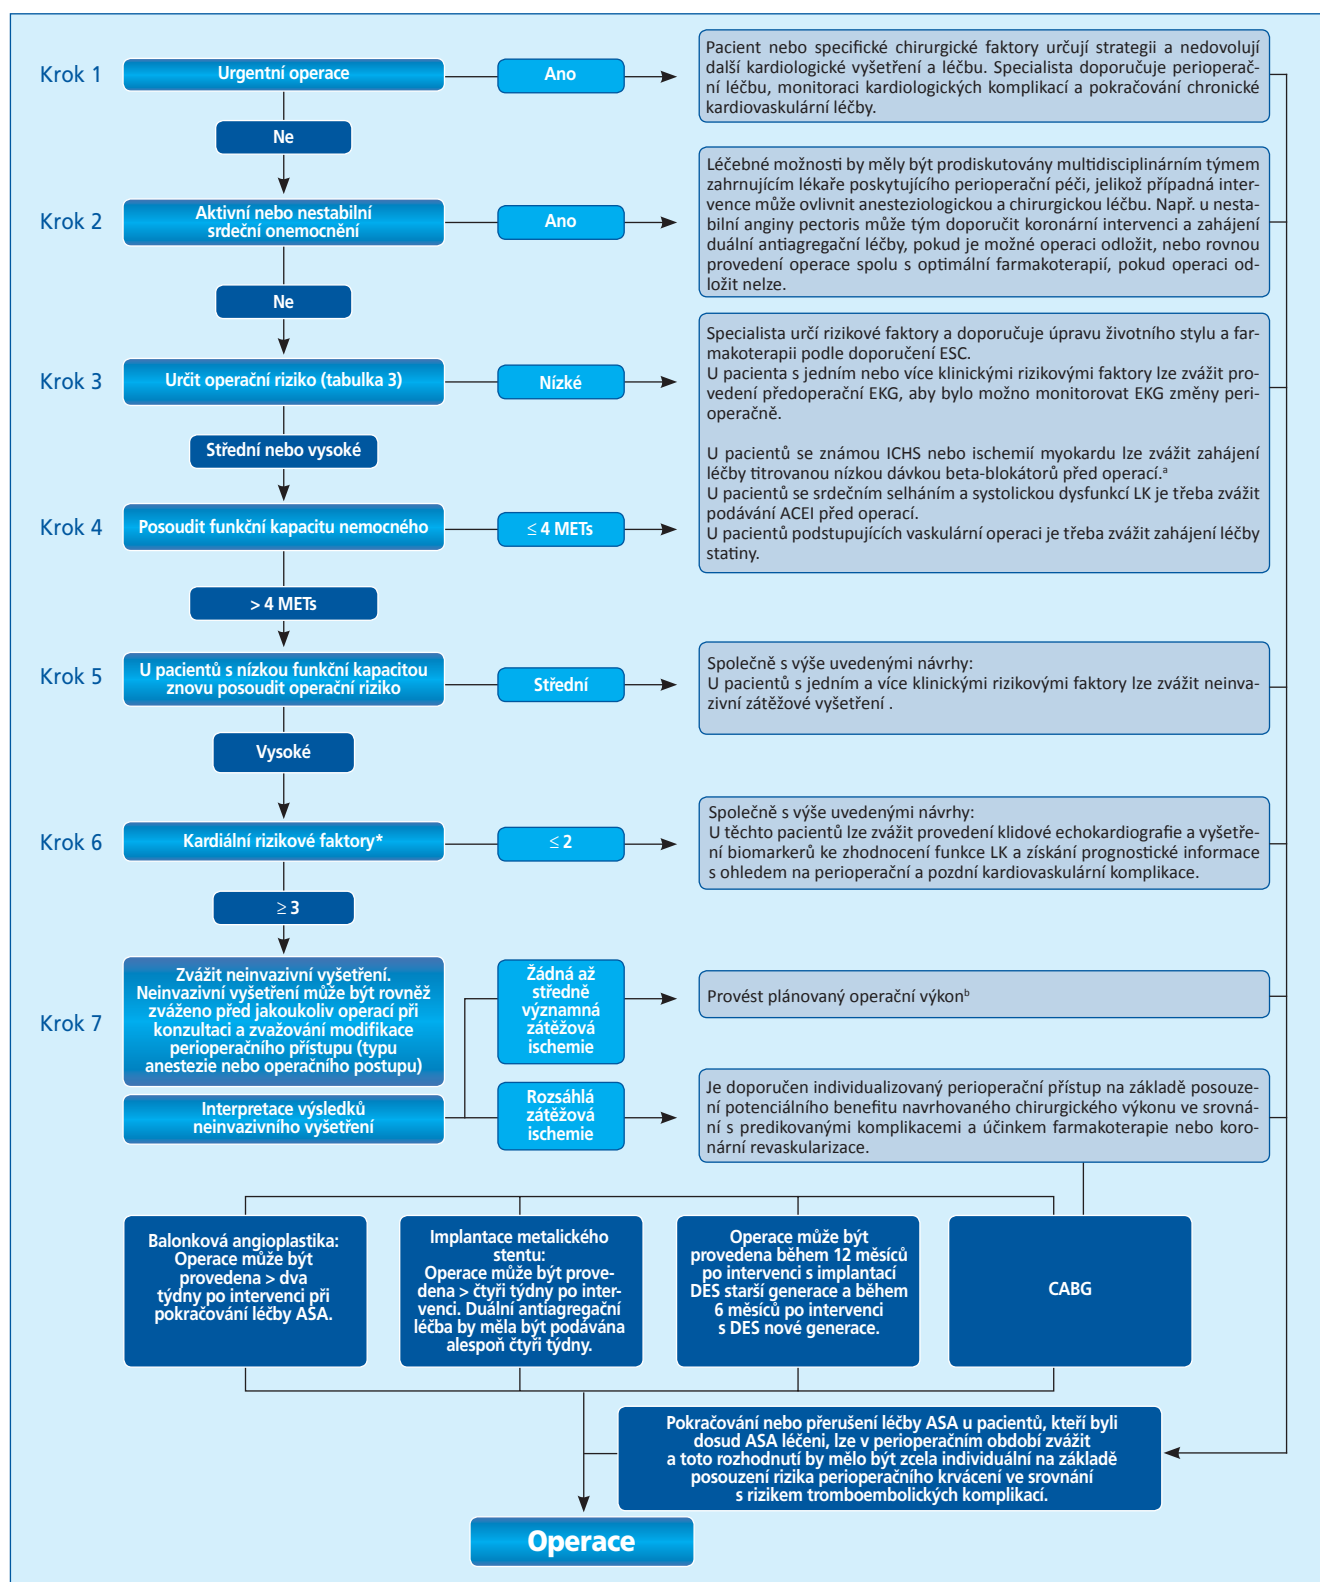 Krok 1
Urgentní operace
Ano
Pacient nebo specifické chirurgické faktory určují strategii a nedovolují
další kardiologické vyšetření a léčbu. Specialista doporučuje perioperač-
ní léčbu, monitoraci kardiologických komplikací a pokračování chronické
kardiovaskulární léčby.
Ne
Krok 2
Aktivní nebo nestabilní
srdeční onemocnění
Ano
Léčebné možnosti by měly být prodiskutovány multidisciplinárním týmem
zahrnujícím lékaře poskytujícího perioperační péči, jelikož případná inter-
vence může ovlivnit anesteziologickou a chirurgickou léčbu. Např. u nesta-
bilní anginy pectoris může tým doporučit koronární intervenci a zahájení
duální antiagregační léčby, pokud je možné operaci odložit, nebo rovnou
provedení operace spolu s optimální farmakoterapií, pokud operaci od-
ložit nelze.
Ne
Krok 3
Určit operační riziko (tabulka 3)
Nízké
Specialista určí rizikové faktory a doporučuje úpravu životního stylu a far-
makoterapii podle doporučení ESC.
U pacienta s jedním nebo více klinickými rizikovými faktory lze zvážit pro-
vedení předoperační EKG, aby bylo možno monitorovat EKG změny peri-
operačně.
U pacientů se známou ICHS nebo ischemií myokardu lze zvážit zahájení
léčby titrovanou nízkou dávkou beta-blokátorů před operací.ᵃ
U pacientů se srdečním selháním a systolickou dysfunkcí LK je třeba zvážit
podávání ACEI před operací.
U pacientů podstupujících vaskulární operaci je třeba zvážit zahájení léčby
statiny.
Střední nebo vysoké
Krok 4
Posoudit funkční kapacitu nemocného
≤ 4 METs
> 4 METs
Krok 5
U pacientů s nízkou funkční kapacitou
znovu posoudit operační riziko
Střední
Společně s výše uvedenými návrhy:
U pacientů s jedním a více klinickými rizikovými faktory lze zvážit neinva-
zivní zátěžové vyšetření .
Vysoké
Krok 6
Kardiální rizikové faktory*
≤ 2
Společně s výše uvedenými návrhy:
U těchto pacientů lze zvážit provedení klidové echokardiografie a vyšetře-
ní biomarkerů ke zhodnocení funkce LK a získání prognostické informace
s ohledem na perioperační a pozdní kardiovaskulární komplikace.
≥ 3
Krok 7
Zvážit neinvazivní vyšetření.
Neinvazivní vyšetření může být rovněž
zváženo před jakoukoliv operací při
konzultaci a zvažování modifikace
perioperačního přístupu (typu
anestezie nebo operačního postupu)
Žádná až
středně
významná
zátěžová
ischemie
Provést plánovaný operační výkonᵇ
Interpretace výsledků
neinvazivního vyšetření
Rozsáhlá
zátěžová
ischemie
Je doporučen individualizovaný perioperační přístup na základě posouze-
ní potenciálního benefitu navrhovaného chirurgického výkonu ve srovná-
ní s predikovanými komplikacemi a účinkem farmakoterapie nebo koro-
nární revaskularizace.
Balonková angioplastika:
Operace může být
provedena > dva
týdny po intervenci při
pokračování léčby ASA.
Implantace metalického
stentu:
Operace může být prove-
dena > čtyři týdny po inter-
venci. Duální antiagregační
léčba by měla být podávána
alespoň čtyři týdny.
Operace může být
provedena během 12 měsíců
po intervenci s implantací
DES starší generace a během
6 měsíců po intervenci
s DES nové generace.
CABG
Pokračování nebo přerušení léčby ASA u pacientů, kteří byli
dosud ASA léčeni, lze v perioperačním období zvážit
a toto rozhodnutí by mělo být zcela individuální na základě
posouzení rizika perioperačního krvácení ve srovnání
s rizikem tromboembolických komplikací.
Operace